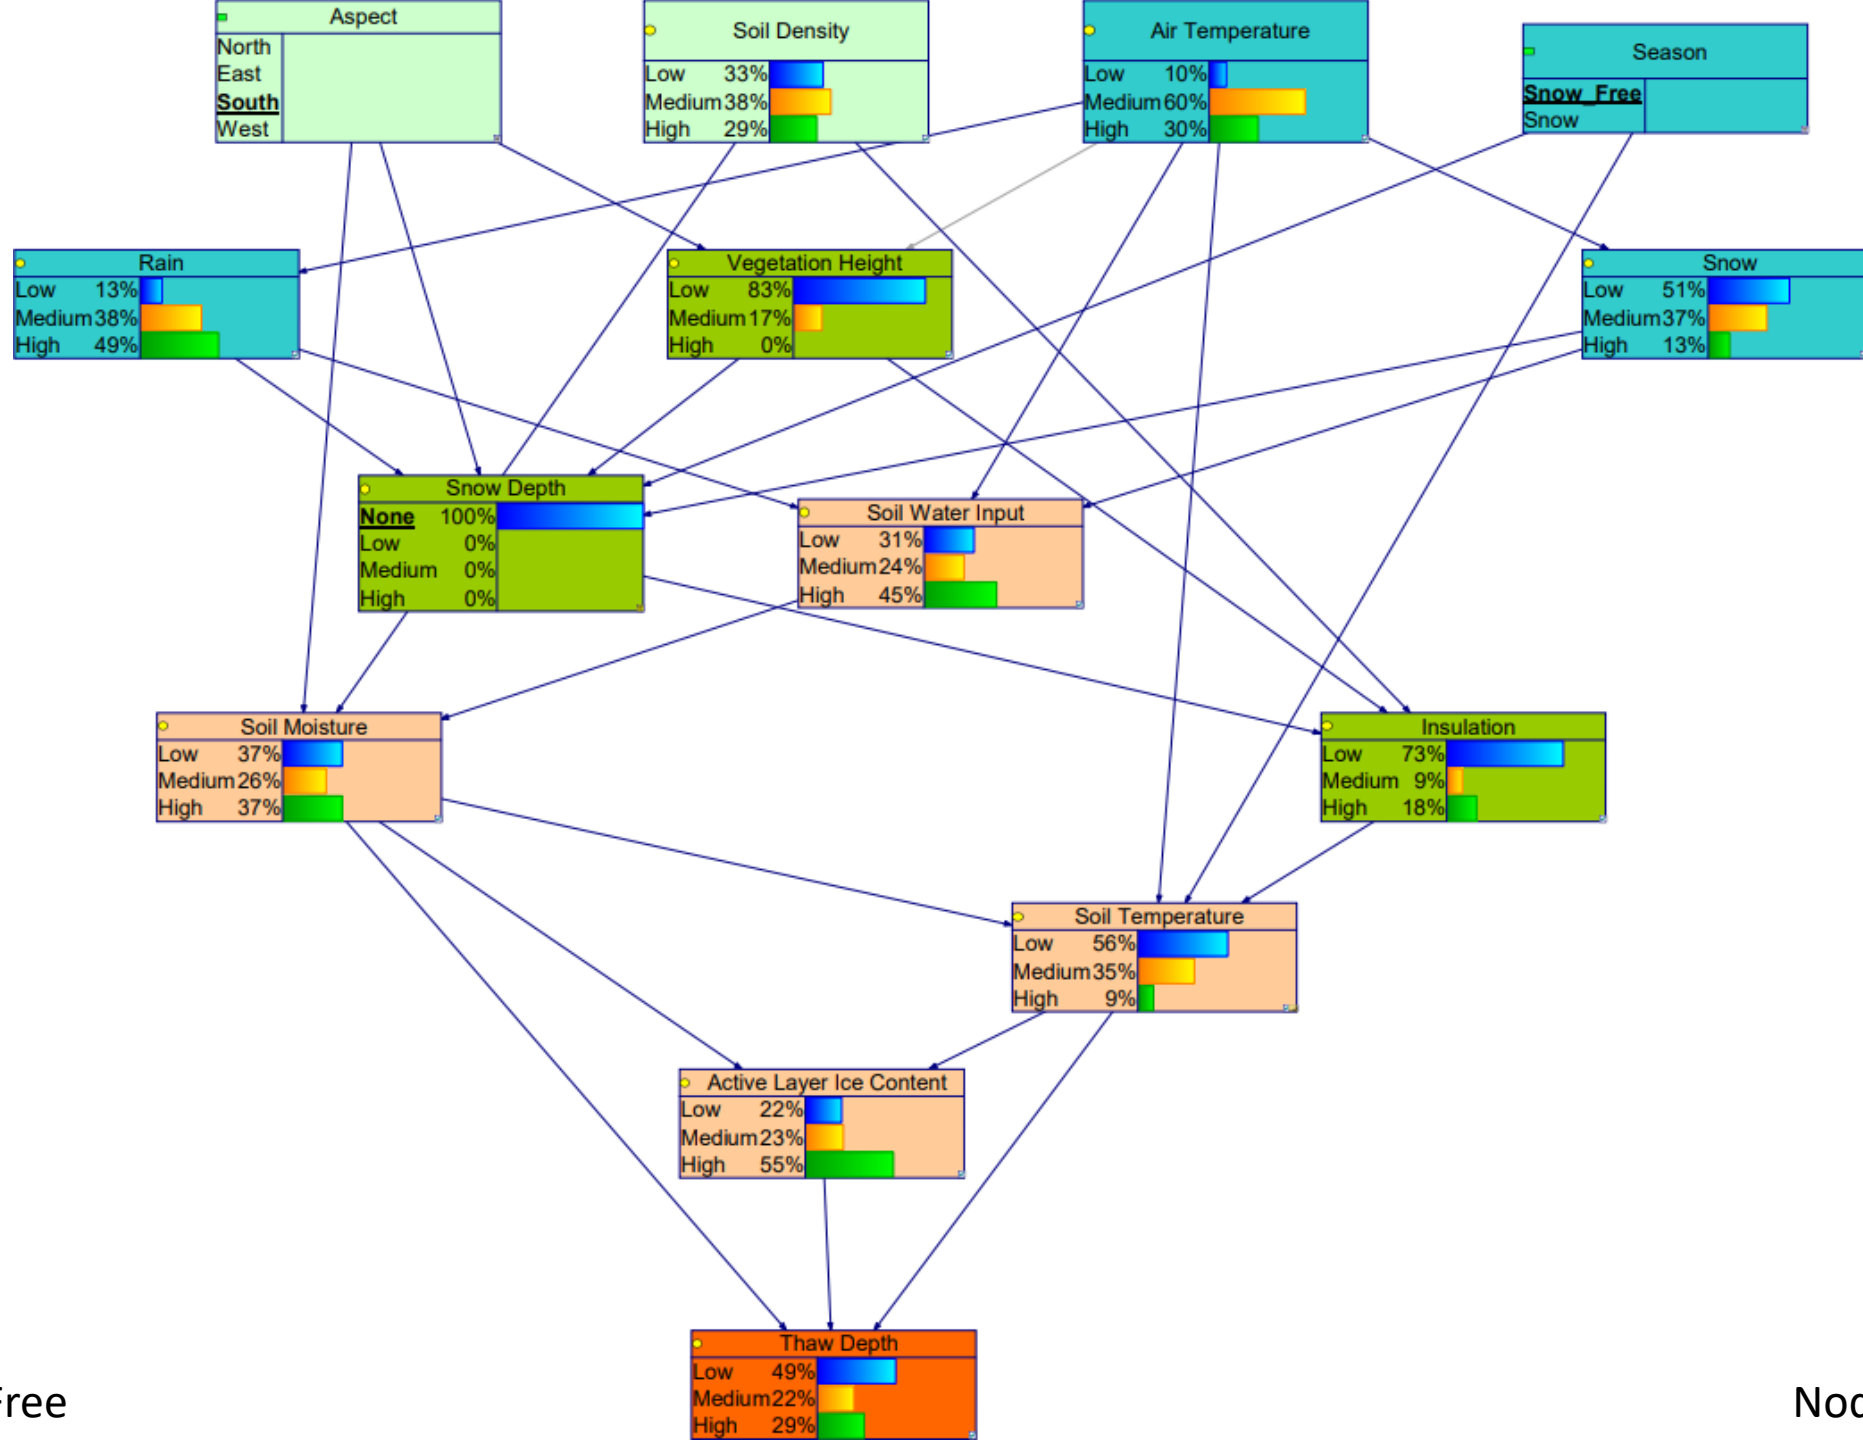 Aspect
North
East
South
West
Soil Density
Low 33%
Medium 38%
High 29%
Air Temperature
Low 10%
Medium 60%
High 30%
Season
Snow_Free
Snow
Rain
Low 13%
Medium 38%
High 49%
Vegetation Height
Low 83%
Medium 17%
High 0%
Snow
Low 51%
Medium 37%
High 13%
Snow Depth
None 100%
Low 0%
Medium 0%
High 0%
Soil Water Input
Low 31%
Medium 24%
High 45%
Soil Moisture
Low 37%
Medium 26%
High 37%
Insulation
Low 73%
Medium 9%
High 18%
Soil Temperature
Low 56%
Medium 35%
High 9%
Active Layer Ice Content
Low 22%
Medium 23%
High 55%
Thaw Depth
Low 49%
Medium 22%
High 29%